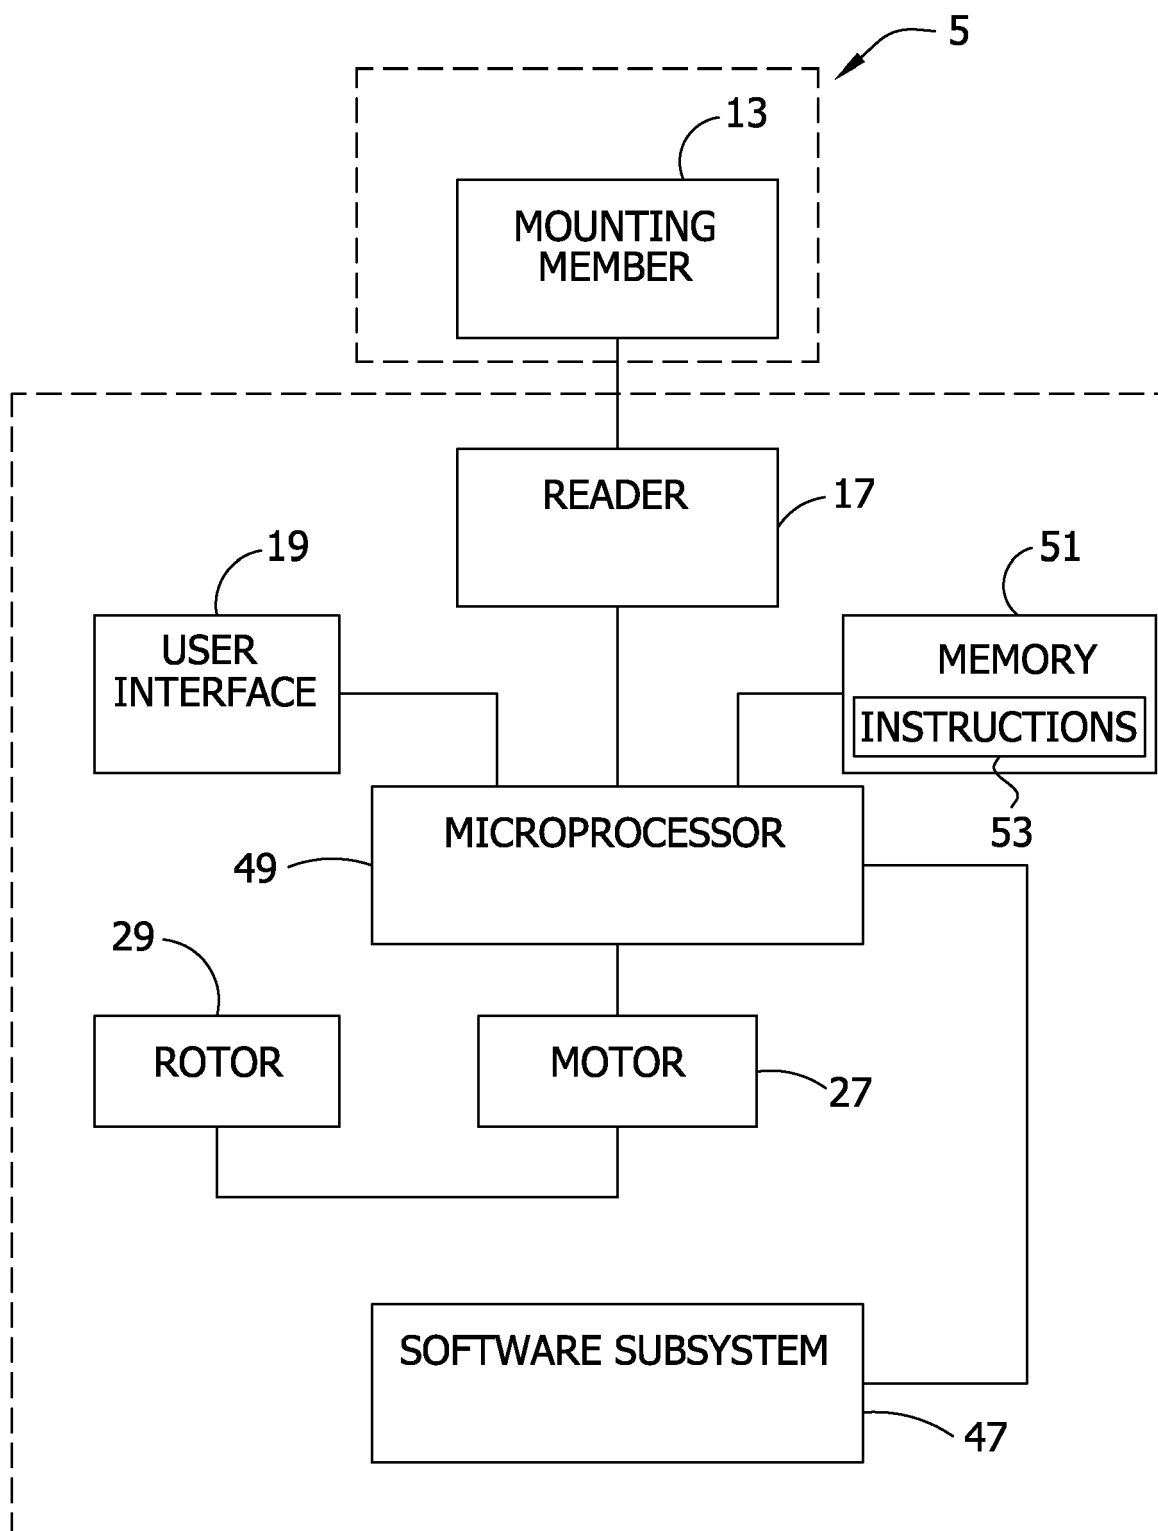 5
13
MOUNTING
MEMBER
READER
17
19
51
USER
INTERFACE
MEMORY
INSTRUCTIONS
53
MICROPROCESSOR
49
29
ROTOR
MOTOR
27
SOFTWARE SUBSYSTEM
47